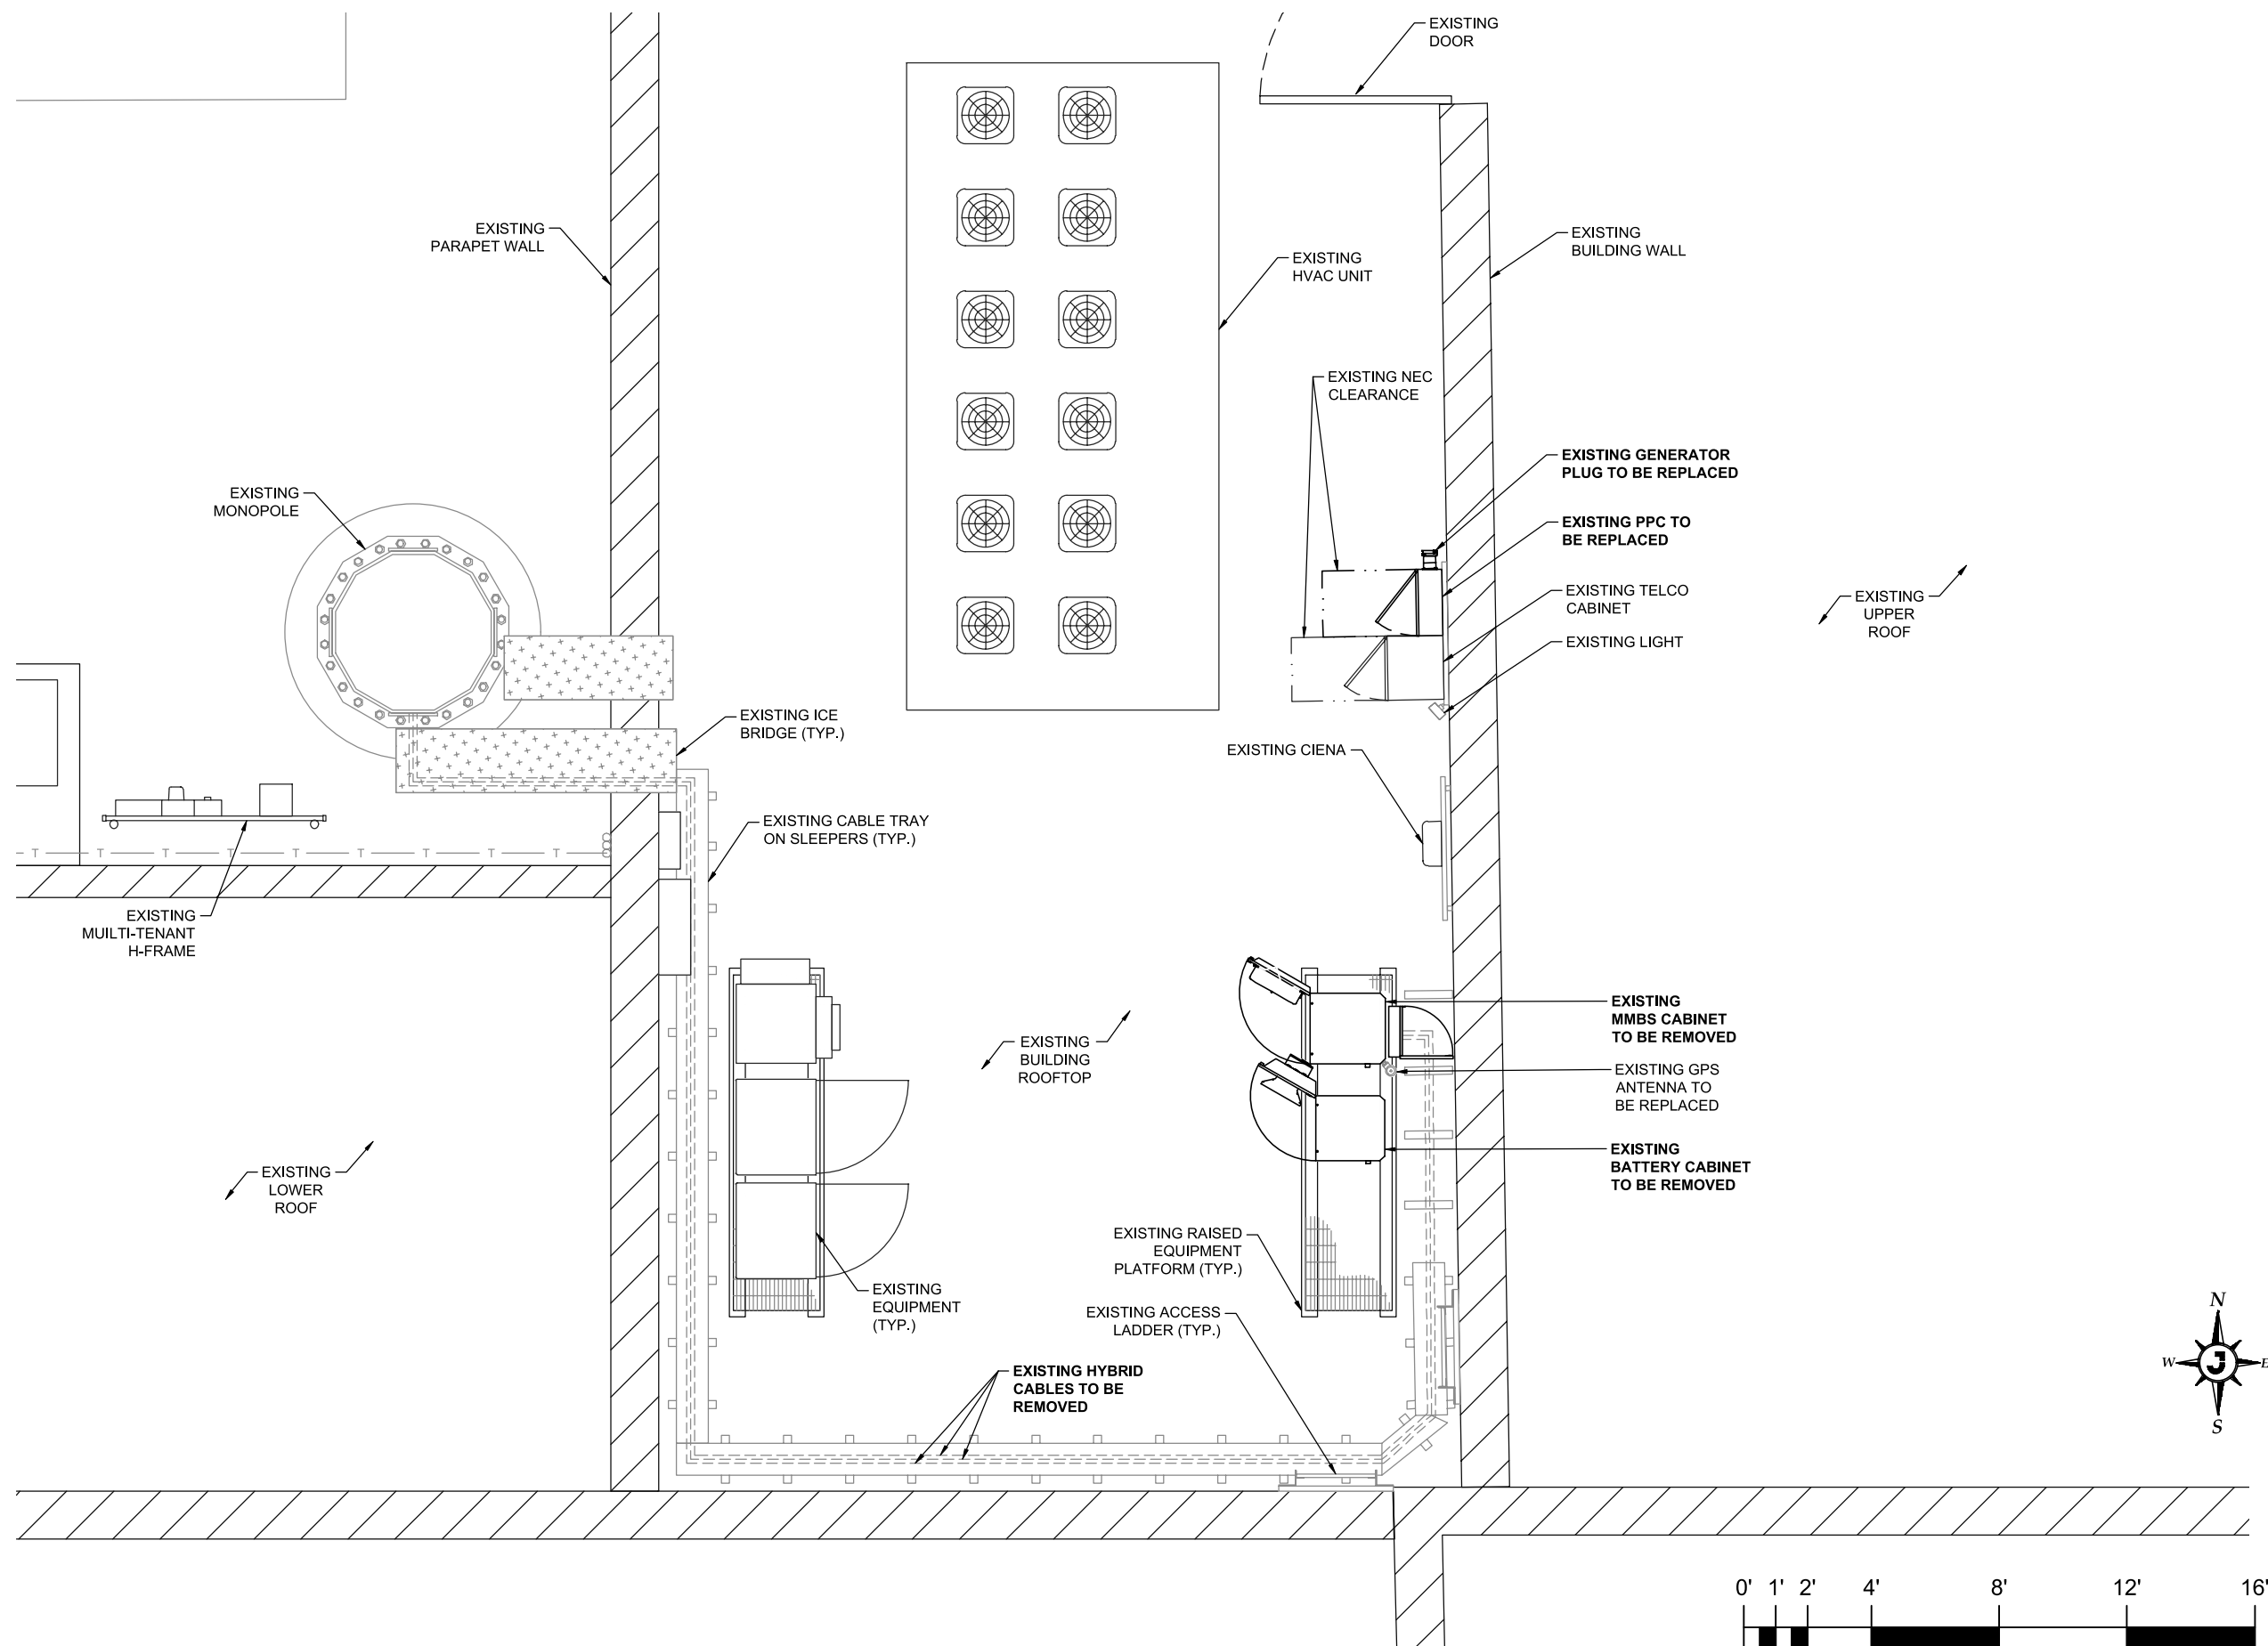 EXISTING
DOOR
EXISTING
PARAPET WALL
EXISTING
BUILDING WALL
EXISTING
HVAC UNIT
EXISTING NEC
CLEARANCE
EXISTING GENERATOR
PLUG TO BE REPLACED
EXISTING
MONOPOLE
EXISTING PPC TO
BE REPLACED
EXISTING TELCO
CABINET
EXISTING
UPPER
ROOF
EXISTING LIGHT
EXISTING ICE
BRIDGE (TYP.)
EXISTING CIENA
EXISTING CABLE TRAY
ON SLEEPERS (TYP.)
T T T T T T T T T
EXISTING
MUILTI-TENANT
H-FRAME
EXISTING
MMBS CABINET
TO BE REMOVED
EXISTING
BUILDING
ROOFTOP
EXISTING GPS
ANTENNA TO
BE REPLACED
EXISTING
BATTERY CABINET
TO BE REMOVED
EXISTING
LOWER
ROOF
EXISTING RAISED
EQUIPMENT
PLATFORM (TYP.)
EXISTING
EQUIPMENT
(TYP.)
EXISTING ACCESS
LADDER (TYP.)
EXISTING HYBRID
CABLES TO BE
REMOVED
N
W J E
S
0' 1' 2' 4' 8' 12' 16'